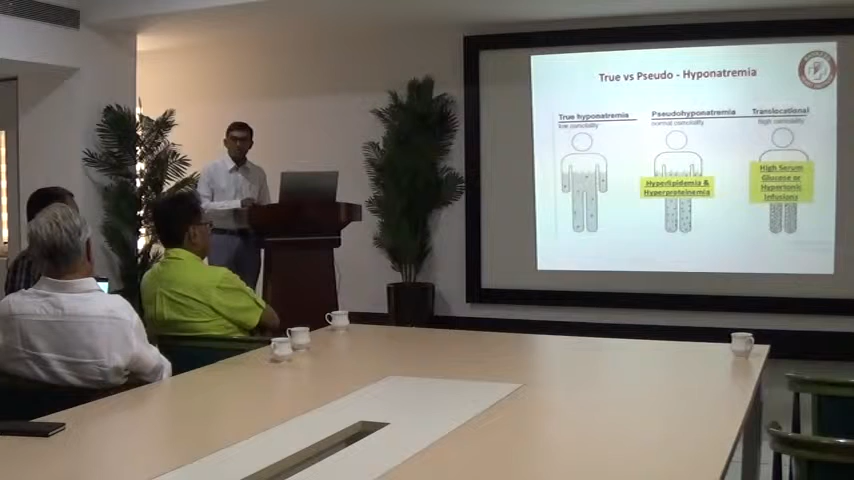 True vs Pseudo - Hyponatremia
True hyponatremia
low osmolality
Pseudohyponatremia
normal osmolality
Translocational
high osmolality
Hyperlipidemia &
Hyperproteinemia
High Serum
Glucose or
Hypertonic
Infusions